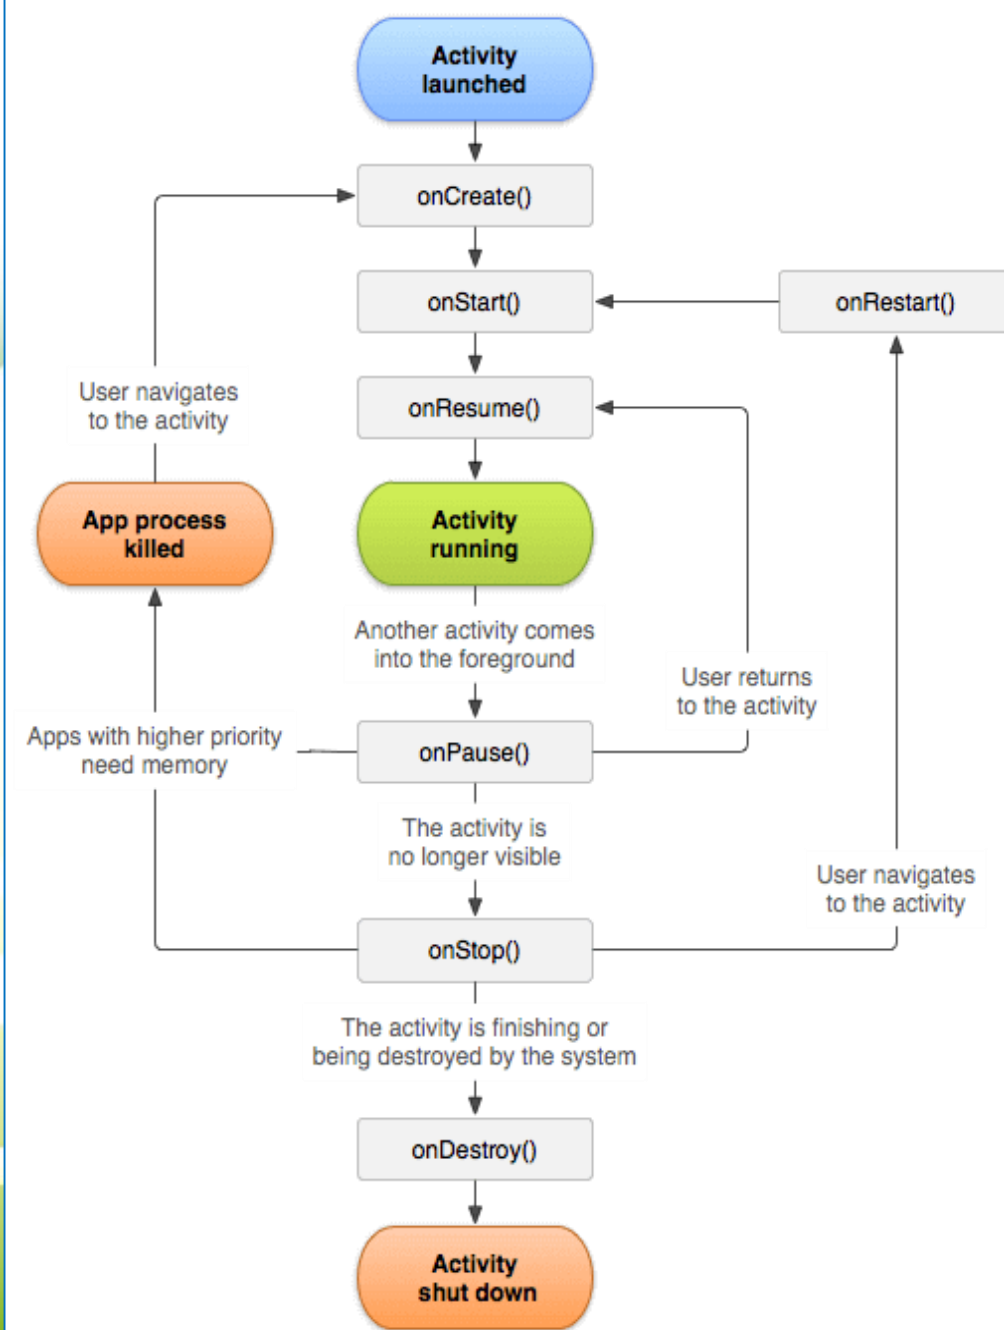 Activity
launched
onCreate()
onStart()
onRestart()
User navigates
to the activity
onResume()
App process
killed
Activity
running
Another activity comes
into the foreground
User returns
to the activity
Apps with higher priority
need memory
onPause()
The activity is
no longer visible
User navigates
to the activity
onStop()
The activity is finishing or
being destroyed by the system
onDestroy()
Activity
shut down